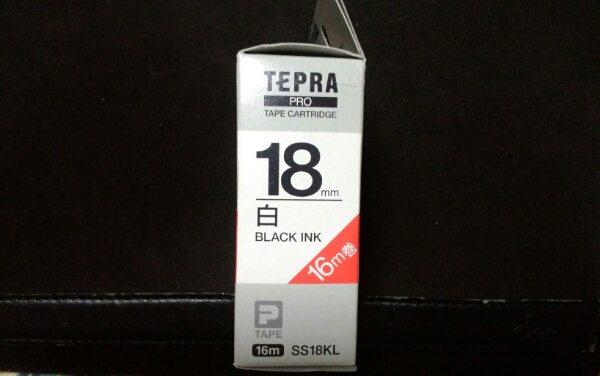 TEPRA
PRO
TAPE CARTRIDGE
18mm
白
BLACK INK
16m巻
P
TAPE
16m SS18KL